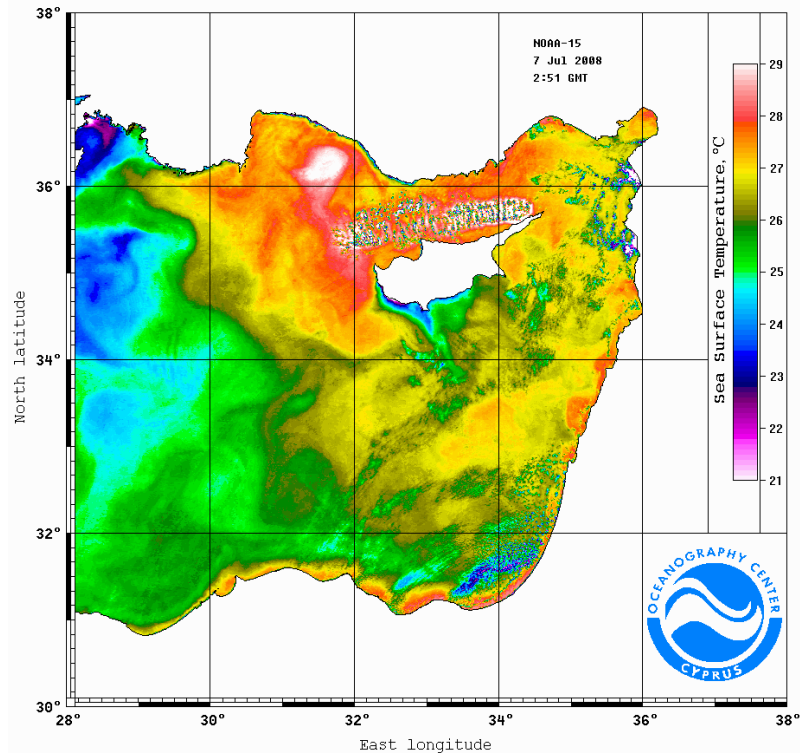 38°
NOAA-15
7 Jul 2008
2:51 GMT
29
28
27
26
25
24
23
22
21
Sea Surface Temperature,°C
36°
34°
32°
30°
North latitude
OCEANOGRAPHY CENTER
CYPRUS
28° 30° 32° 34° 36° 38°
East longitude